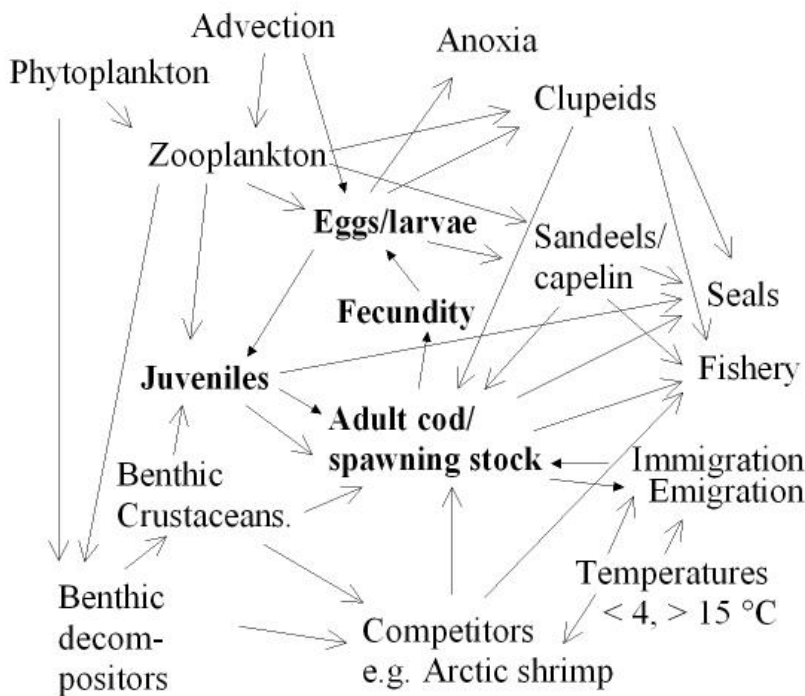 Advection
Anoxia
Phytoplankton
Clupeids
Zooplankton
Eggs/larvae
Sandeels/
capelin
Seals
Fecundity
Fishery
Juveniles
Adult cod/
spawning stock
Immigration
Emigration
Benthic
Crustaceans.
Temperatures
< 4, > 15 °C
Benthic
decom-
positors
Competitors
e.g. Arctic shrimp